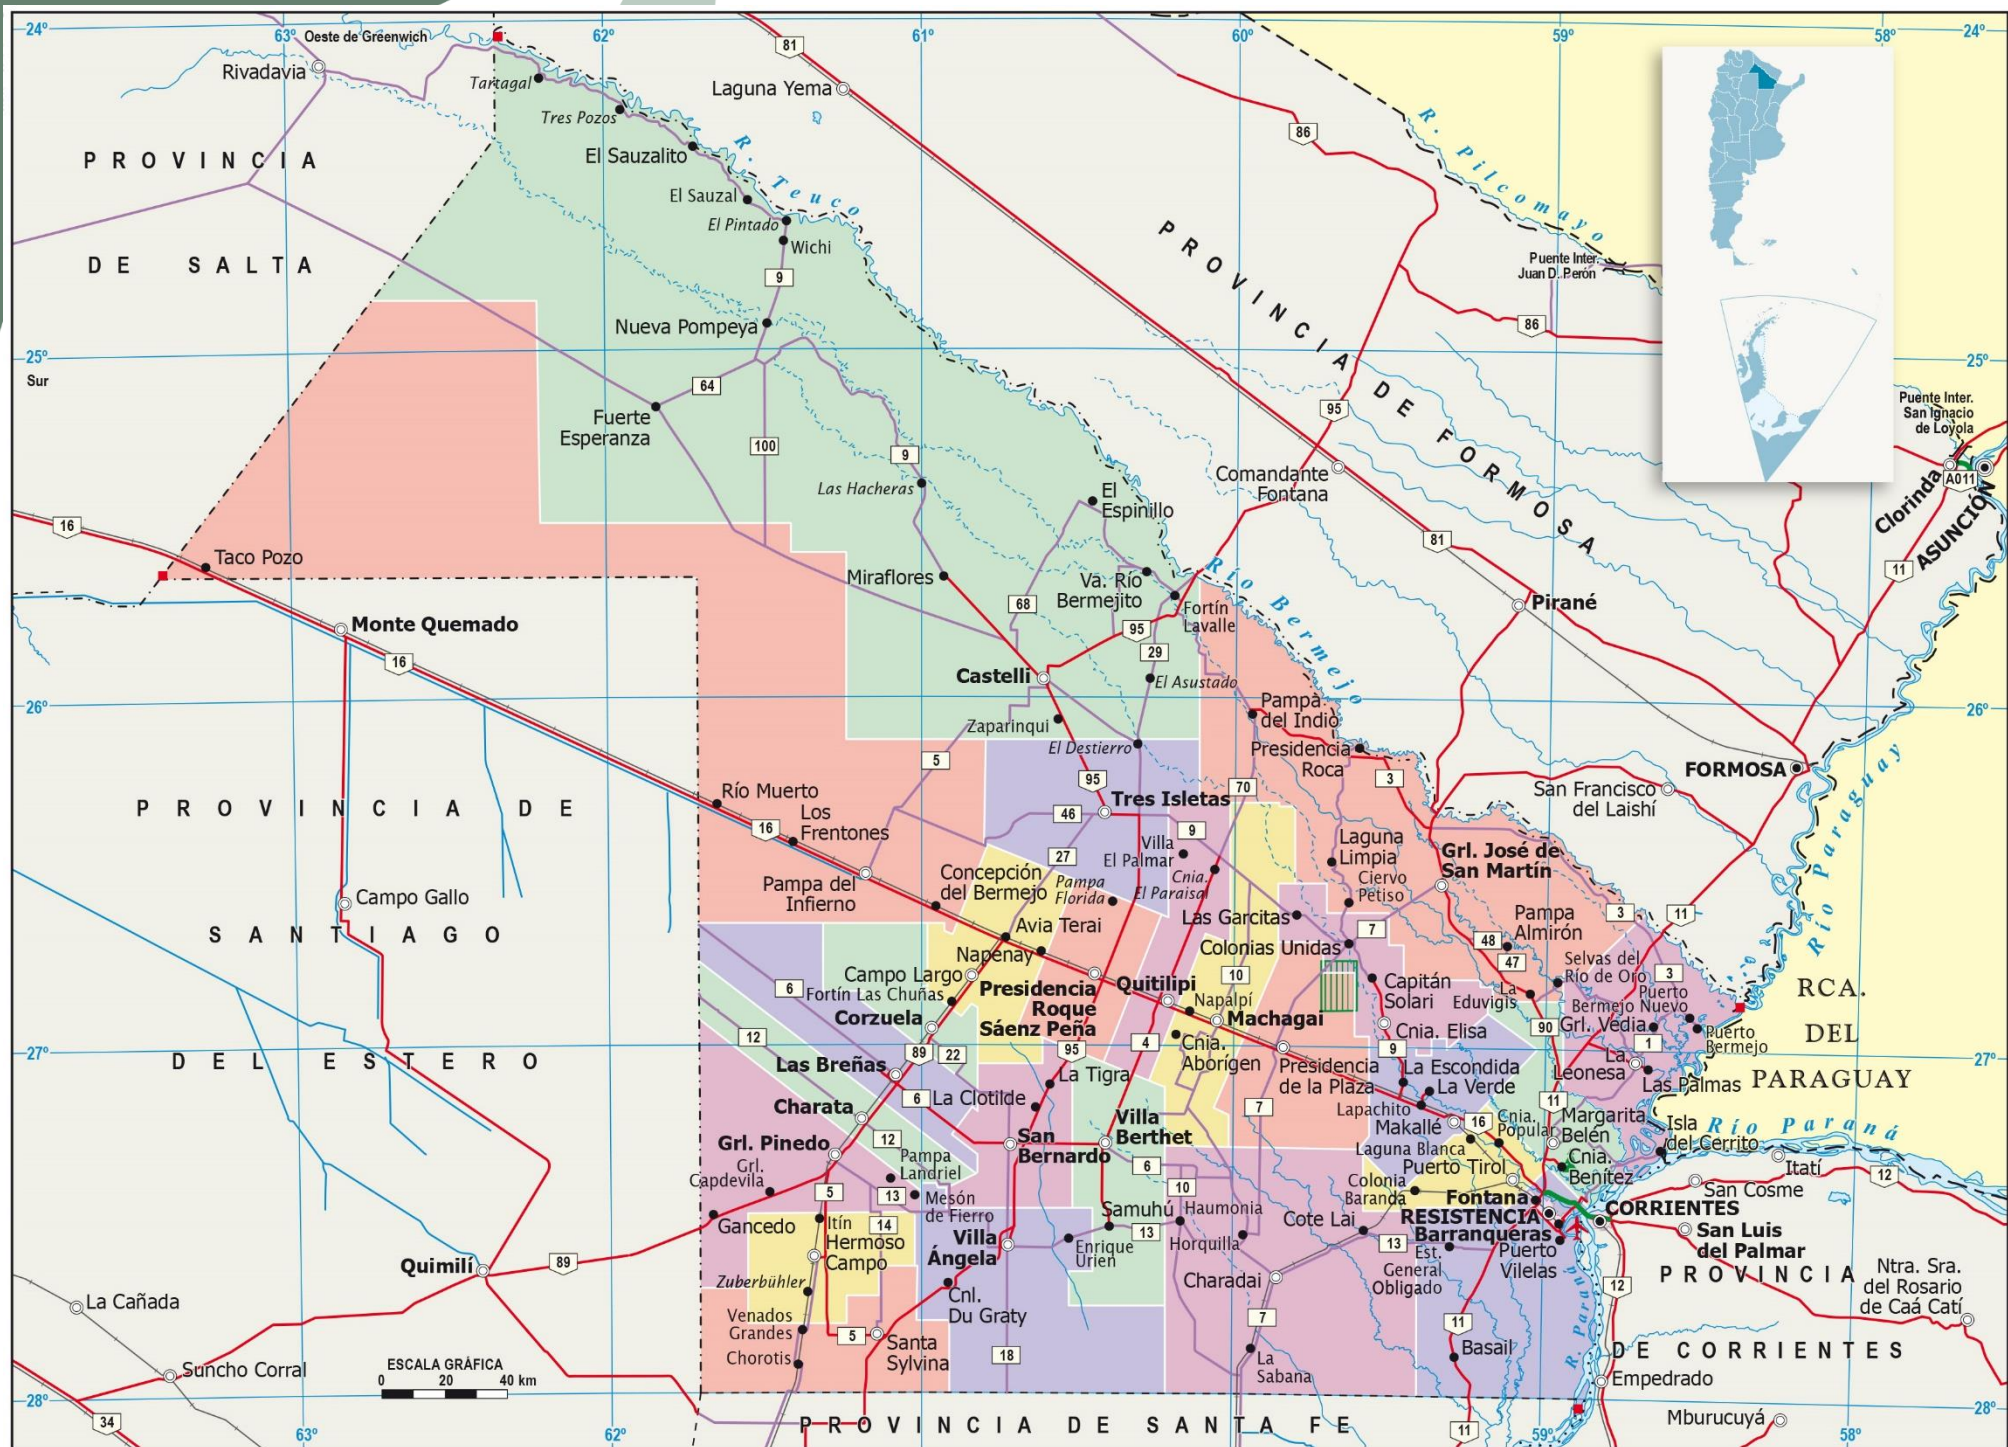 24°
63°
Oeste de Greenwich
62°
81
60°
59°
58°
24°
Rivadavia
Tartagal
Laguna Yema
Tres Pozos
86
R. Pilcomayo
PROVINCIA
DE SALTA
El Sauzalito
R. Teuco
El Sauzal
El Pintado
Wichi
9
PROVINCIA DE FORMOSA
Puente Inter.
Juan D. Perón
86
Nueva Pompeya
25°
Sur
25°
64
Fuerte
Esperanza
95
Puente Inter.
San Ignacio
de Loyola
100
9
Las Hacheras
Comandante
Fontana
Clorinda
A011
ASUNCIÓN
El
Espinillo
16
81
11
Taco Pozo
Miraflores
Va. Río
Bermejito
Río Bermejo
68
Fortín
Lavalle
Pirané
Monte Quemado
95
16
29
Castelli
El Asustado
26°
26°
Pampa
del Indio
Zaparinqui
El Destierro
Presidencia
Roca
Río Paraguay
5
95
70
3
FORMOSA
San Francisco
del Laishí
PROVINCIA DE
SANTIAGO
DEL ESTERO
Río Muerto
Los
Frentones
16
Tres Isletas
46
9
27
Villa
El Palmar
Laguna
Limpia
Ciervo
Petiso
Grl. José de
San Martín
Pampa del
Infierno
Concepción
del Bermejo
Pampa
Florida
Cnia.
El Paraisal
Campo Gallo
Las Garcitas
Avia Terai
3
11
7
Pampa
Almirón
48
47
Napenay
Colonias Unidas
Selvas del
Río de Oro
3
Campo Largo
Fortín Las Chuñas
6
Presidencia
Roque
Sáenz Peña
Quitilipi
10
Napalpí
Capitán
Solari
La
Eduvigis
Puerto
Bermejo Nuevo
RCA.
DEL
PARAGUAY
Corzuela
Machagai
Cnia. Elisa
90
Grl. Vedia
Puerto
Bermejo
12
89
22
95
4
Cnia.
Aborígen
9
1
27°
27°
Las Breñas
La Tigra
Presidencia
de la Plaza
La Escondida
La Verde
La
Leonesa
Las Palmas
6
La Clotilde
Charata
7
Lapachito
Makallé
16
11
Villa
Berthet
Cnia.
Popular
Margarita
Belén
Isla
del Cerrito
Río Paraná
12
Grl. Pinedo
San
Bernardo
Laguna Blanca
Puerto Tirol
Cnia.
Benítez
Itatí
12
Grl.
Capdevila
Pampa
Landriel
6
10
Colonia
Baranda
San Cosme
5
13
Mesón
de Fierro
Fontana
Gancedo
Itín
14
Samuhú
Haumonia
Cote Lai
RESISTENCIA
CORRIENTES
Hermoso
Campo
Villa
Ángela
13
Horquilla
Barranqueras
San Luis
del Palmar
Enrique
Urien
13
Est.
General
Obligado
Puerto
Vilelas
Quimilí
89
Zuberbühler
Cnl.
Du Graty
Charadai
PROVINCIA
DE CORRIENTES
Ntra. Sra.
del Rosario
de Caá Catí
12
La Cañada
Venados
Grandes
7
11
R. Paraná
5
Santa
Sylvina
Basail
Chorotis
18
La
Sabana
Suncho Corral
ESCALA GRÁFICA
0 20 40 km
Empedrado
28°
28°
34
PROVINCIA DE SANTA FE
Mburucuyá
11
63°
62°
59°
58°